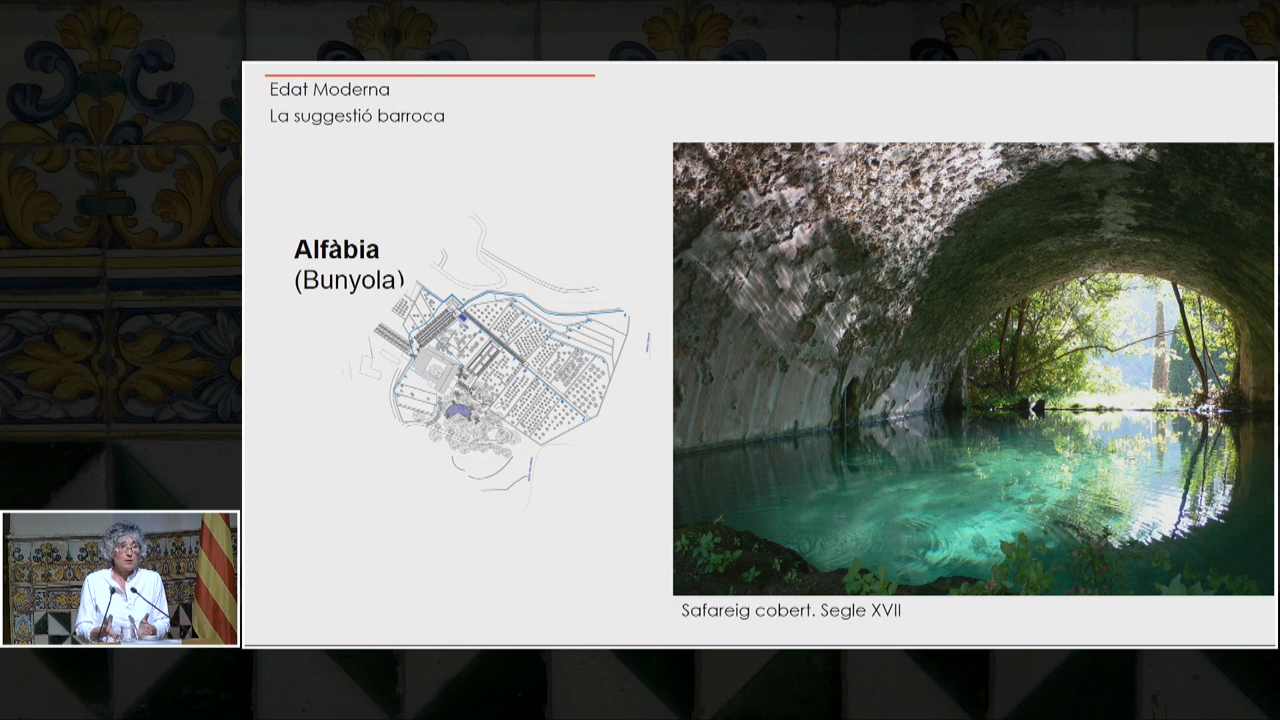 Edat Moderna
La suggestió barroca
Alfàbia
(Bunyola)
Safareig cobert. Segle XVII